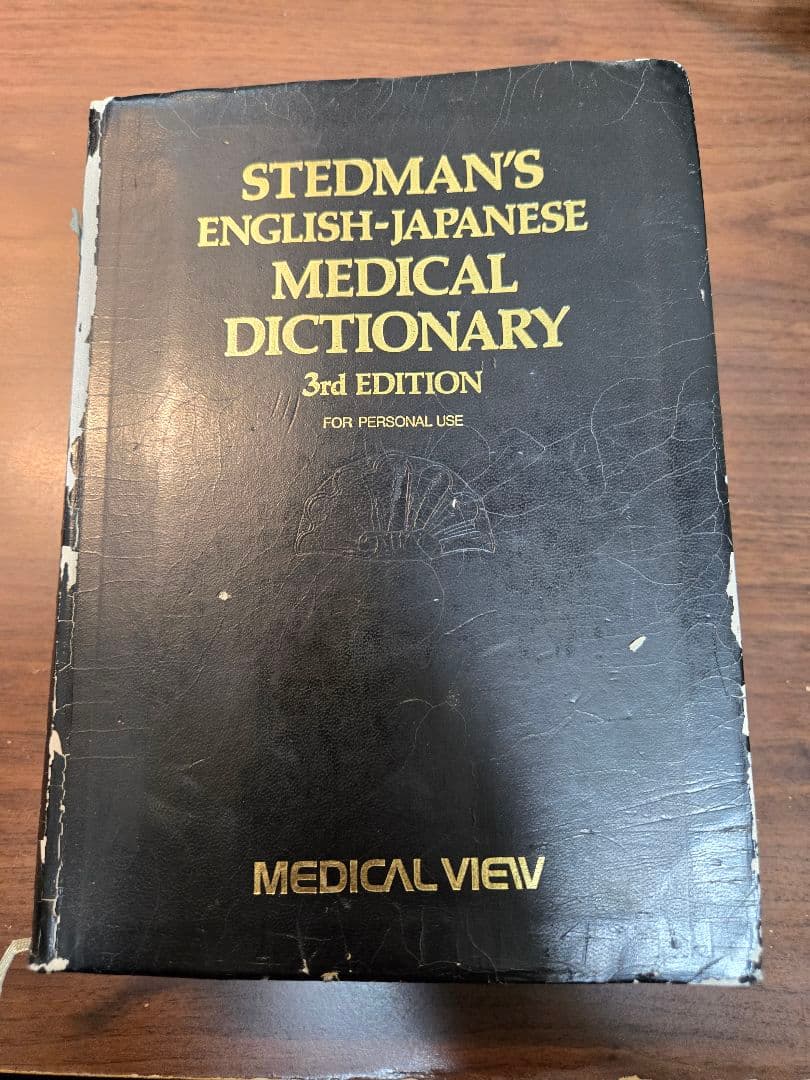 STEDMAN'S
ENGLISH-JAPANESE
MEDICAL
DICTIONARY
3rd EDITION
FOR PERSONAL USE
MEDICAL VIEW